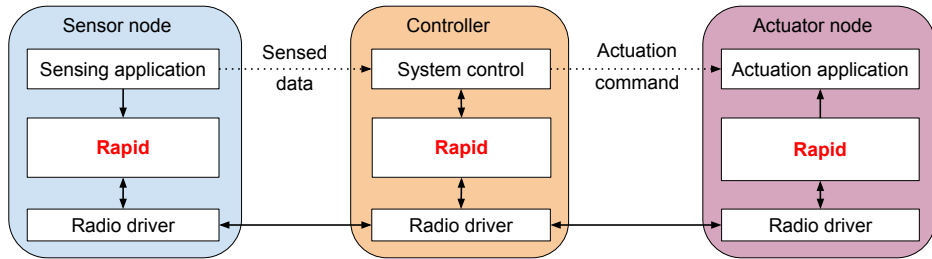 Sensor node
Controller
Actuator node
Sensing application
Sensed
data
System control
Actuation
command
Actuation application
Rapid
Rapid
Rapid
Radio driver
Radio driver
Radio driver